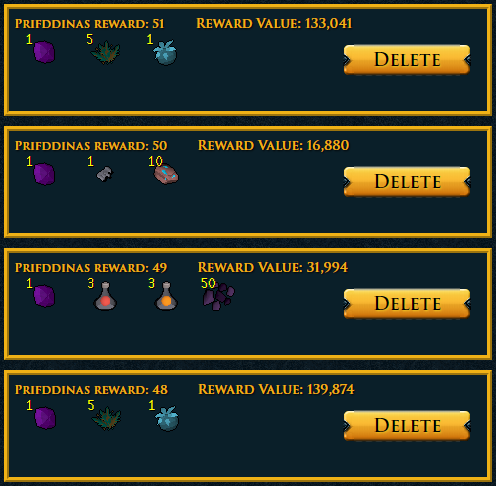 Prifddinas reward: 51 Reward Value: 133,041
1 5 1
Delete
Prifddinas reward: 50 Reward Value: 16,880
1 1 10
Delete
Prifddinas reward: 49 Reward Value: 31,994
1 3 3 50
Delete
Prifddinas reward: 48 Reward Value: 139,874
1 5 1
Delete